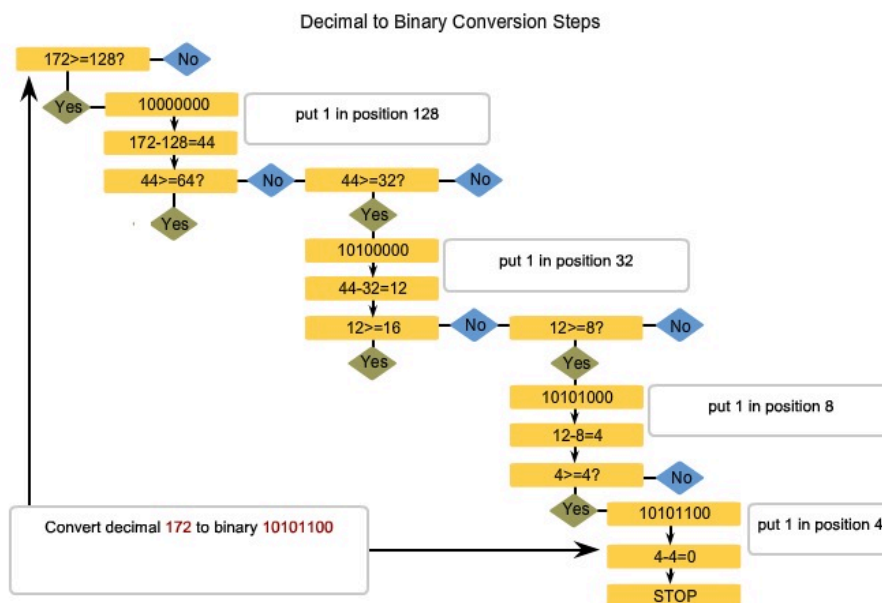 Decimal to Binary Conversion Steps
172>=128?
No
Yes
10000000
put 1 in position 128
172-128=44
44>=64?
No
44>=32?
No
Yes
Yes
10100000
put 1 in position 32
44-32=12
12>=16
No
12>=8?
No
Yes
Yes
10101000
put 1 in position 8
12-8=4
4>=4?
No
Yes
10101100
put 1 in position 4
Convert decimal 172 to binary 10101100
4-4=0
STOP